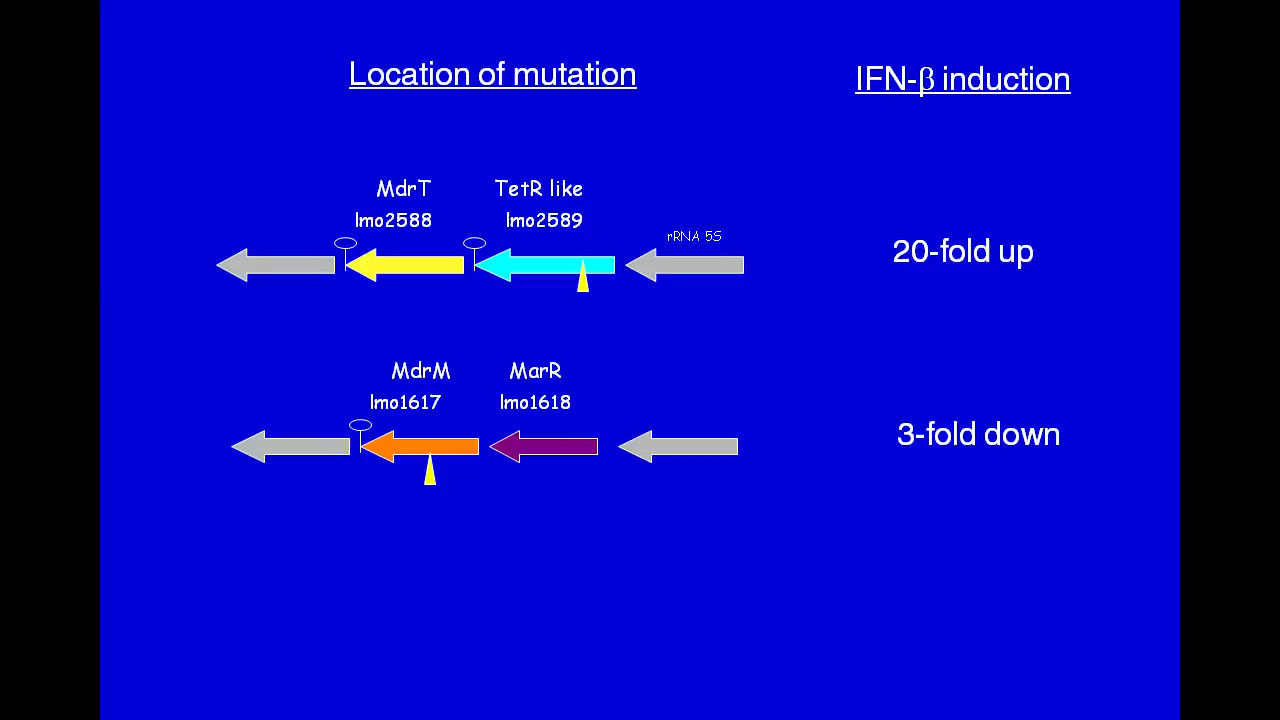 Location of mutation
IFN-β induction
MdrT
TetR like
lmo2588
lmo2589
rRNA 5S
20-fold up
MdrM
MarR
lmo1617
lmo1618
3-fold down